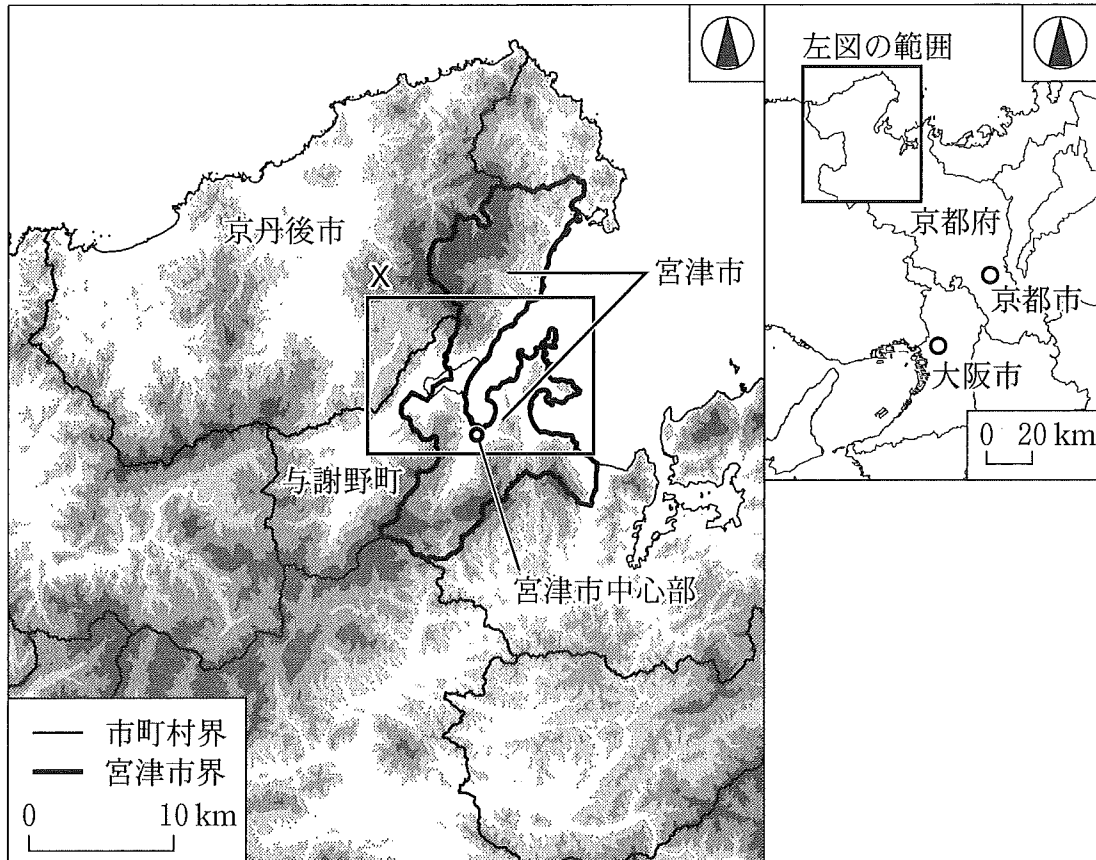 左図の範囲
京丹後市
宮津市
X
京都府
京都市
大阪市
0 20 km
与謝野町
宮津市中心部
市町村界
宮津市界
0 10 km